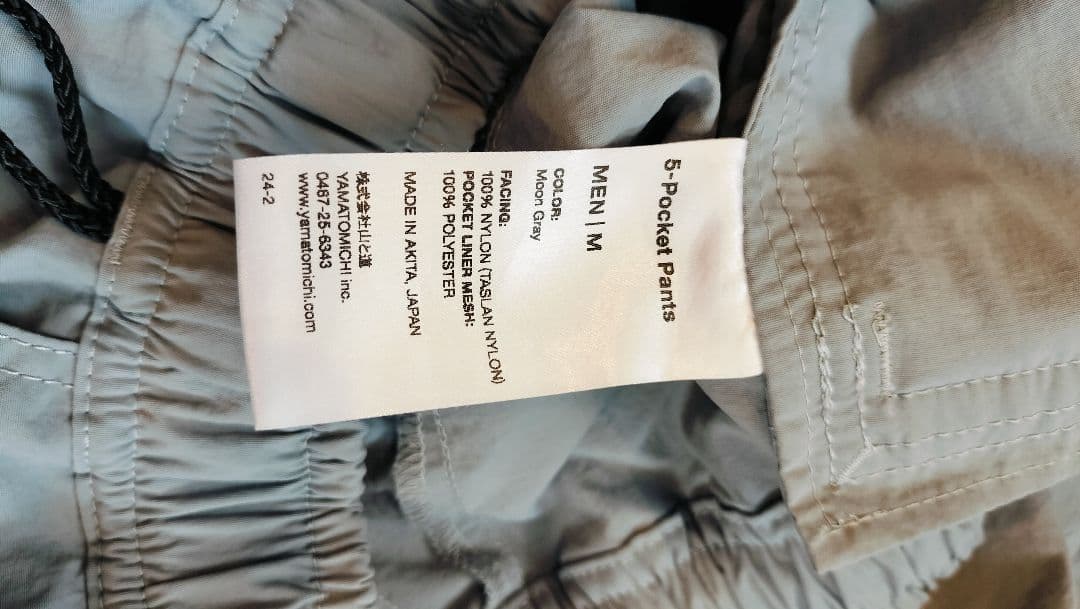 5-Pocket Pants
MEN | M
COLOR:
Moon Gray
FACING:
100% NYLON (TASLAN NYLON)
POCKET LINER MESH:
100% POLYESTER
MADE IN AKITA, JAPAN
株式会社山と道
YAMATOMICHI inc.
0467-25-6343
www.yamatomichi.com
24-2